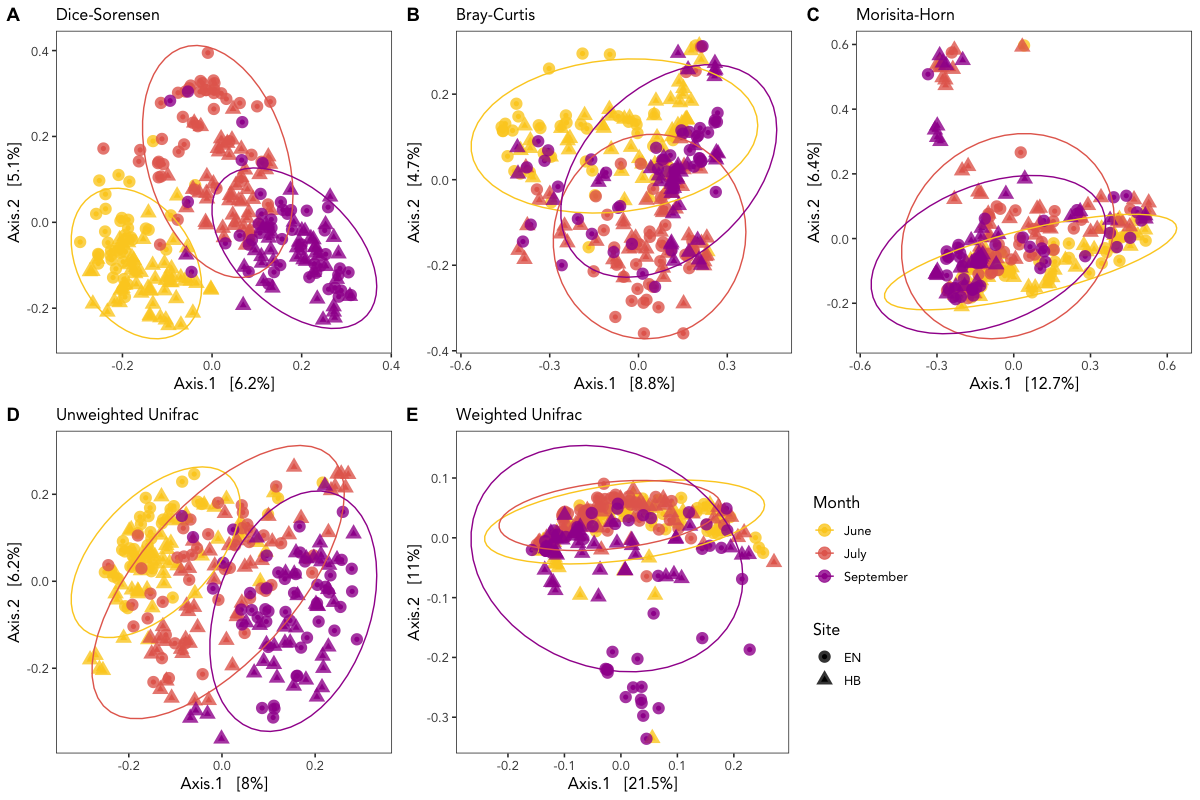 A Dice-Sorensen
0.4
0.2
0.0
-0.2
Axis.2 [5.1%]
-0.2 0.0 0.2 0.4
Axis.1 [6.2%]
B Bray-Curtis
0.2
0.0
-0.2
-0.4
Axis.2 [4.7%]
-0.6 -0.3 0.0 0.3
Axis.1 [8.8%]
C Morisita-Horn
0.6
0.4
0.2
0.0
-0.2
Axis.2 [6.4%]
-0.6 -0.3 0.0 0.3 0.6
Axis.1 [12.7%]
D Unweighted Unifrac
0.2
0.0
-0.2
Axis.2 [6.2%]
-0.2 0.0 0.2
Axis.1 [8%]
E Weighted Unifrac
0.1
0.0
-0.1
-0.2
-0.3
Axis.2 [11%]
-0.2 -0.1 0.0 0.1 0.2
Axis.1 [21.5%]
Month
June
July
September
Site
EN
HB